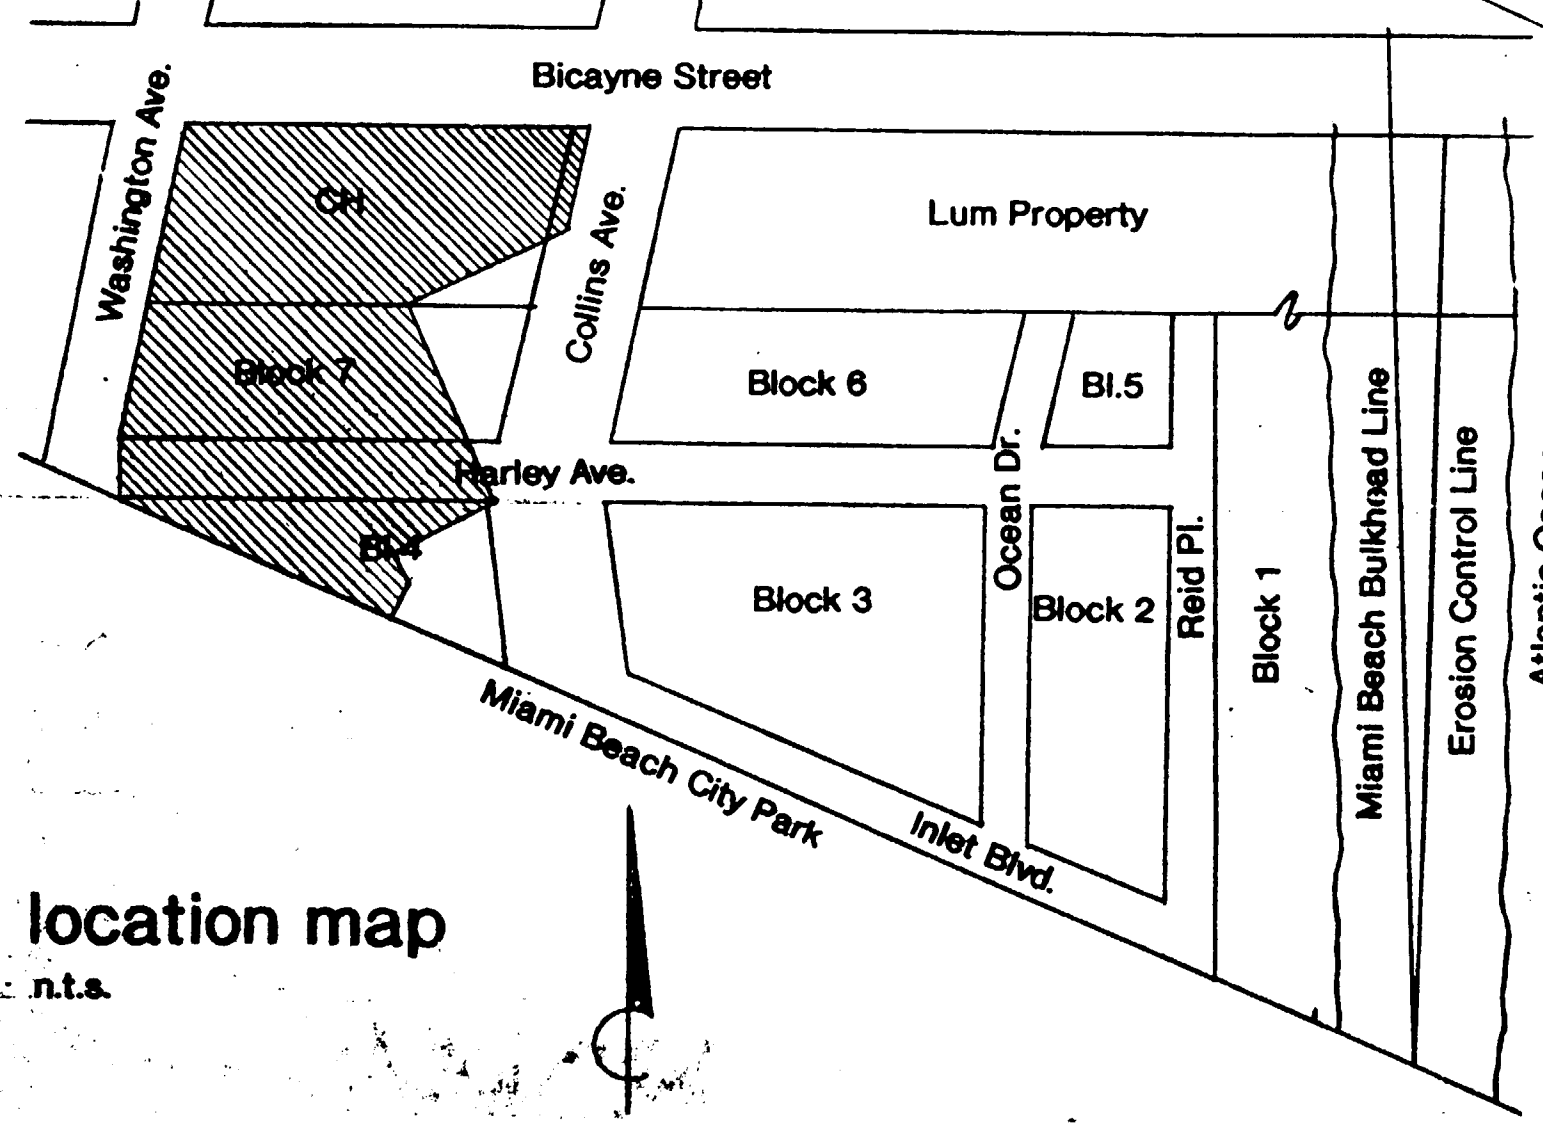 Bicayne Street
Washington Ave.
CH
Collins Ave.
Lum Property
Block 7
Block 6
Bl.5
Harley Ave.
Ocean Dr.
Bl.4
Block 3
Block 2
Reid Pl.
Block 1
Miami Beach Bulkhead Line
Erosion Control Line
Atlantic
Miami Beach City Park
Inlet Blvd.
location map
n.t.s.